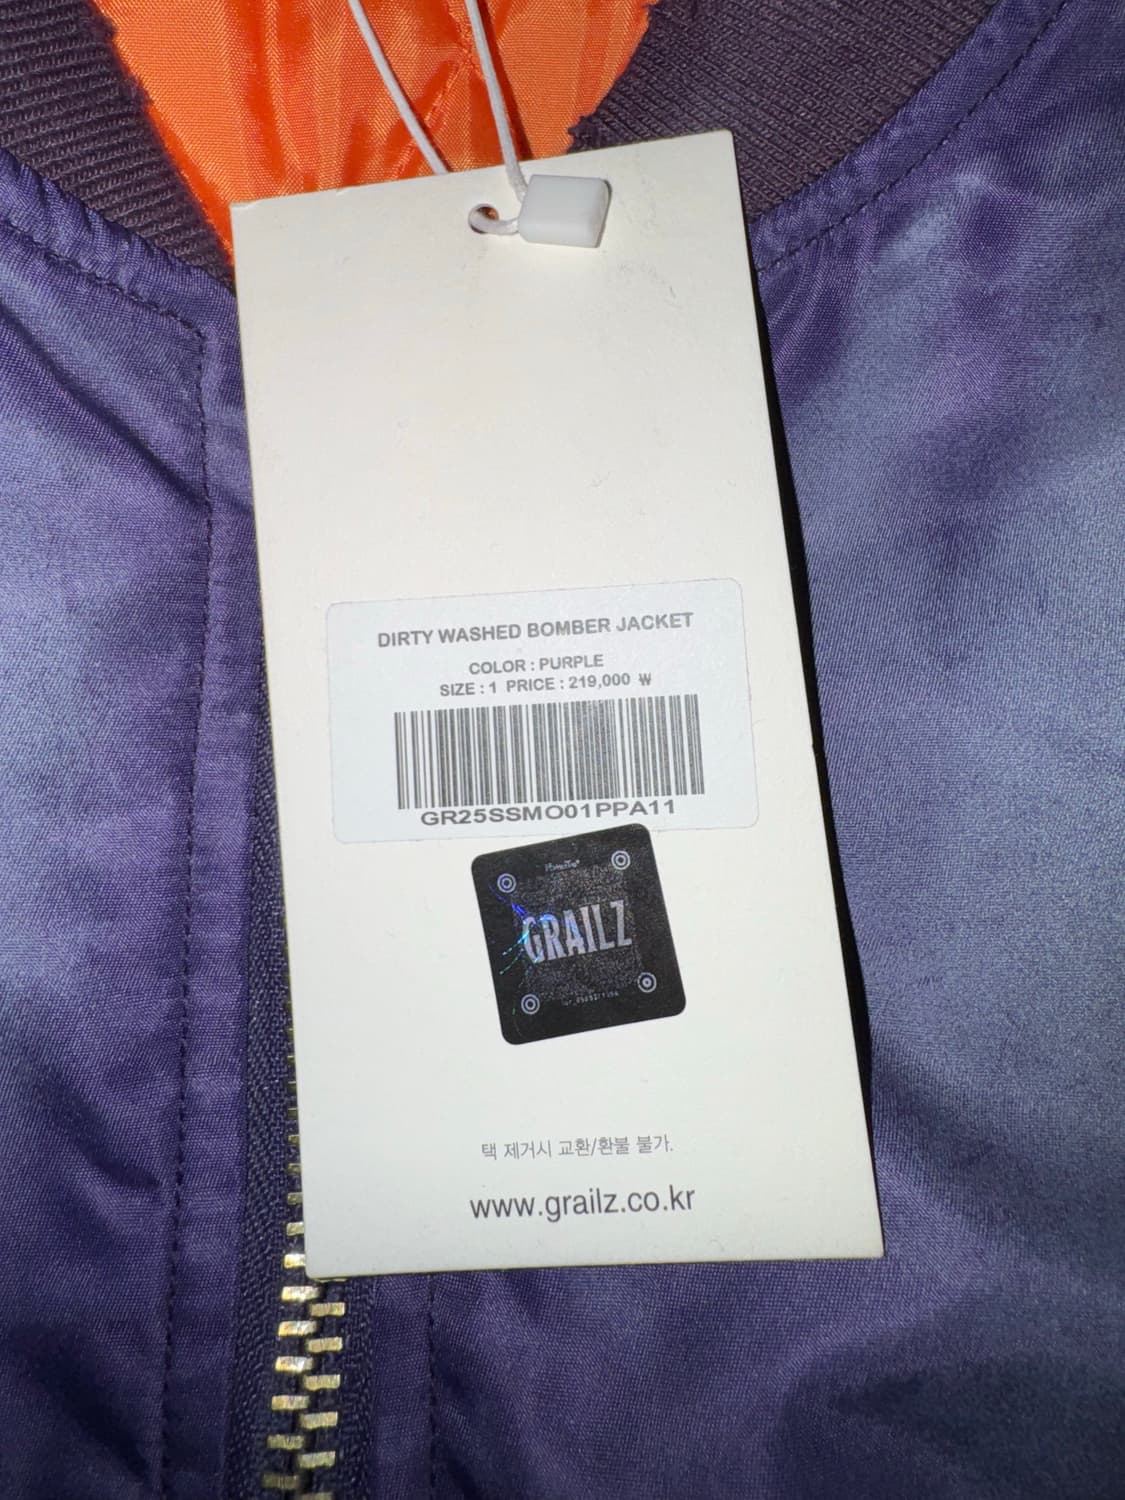 DIRTY WASHED BOMBER JACKET
COLOR : PURPLE
SIZE : 1 PRICE : 219,000 ₩
GR25SSMO01PPA11
GRAILZ
택 제거시 교환/환불 불가.
www.grailz.co.kr